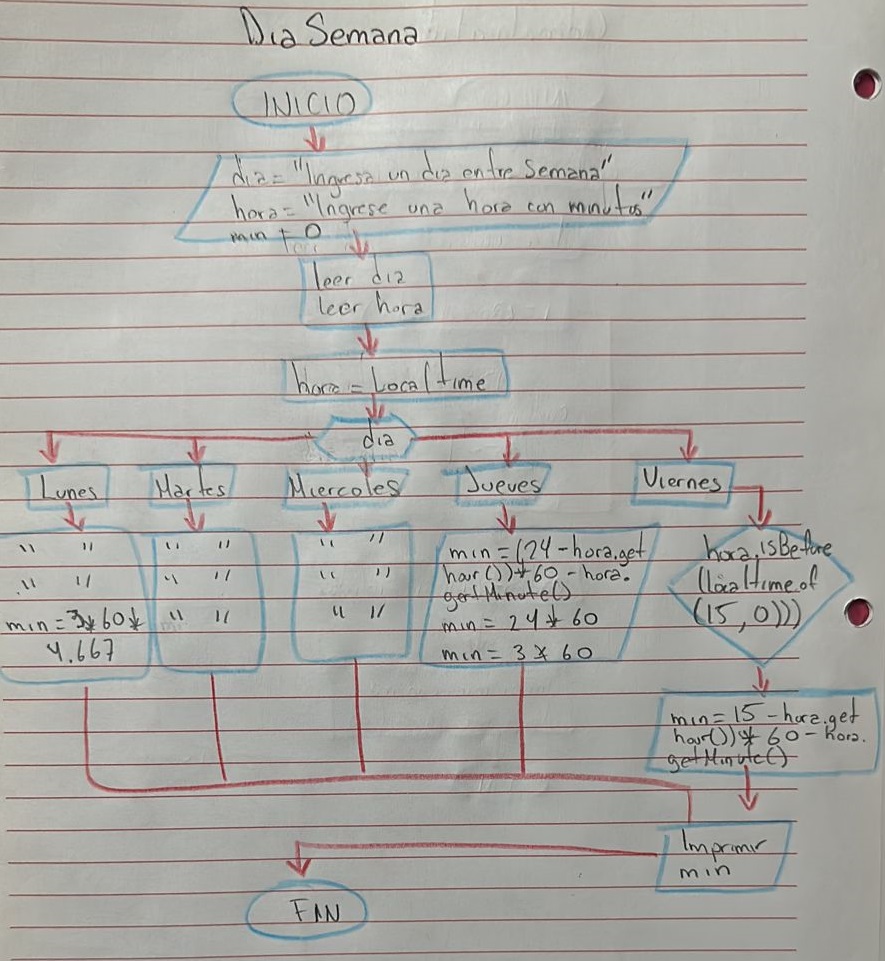 Dia Semana
INICIO
dia = "Ingresa un dia entre Semana"
hora = "Ingrese una hora con minutos"
min = 0
leer dia
leer hora
hora = Local time
dia
Lunes
Martes
Miercoles
Jueves
Viernes
" "
" "
min = 3 * 60 *
4.667
" "
" "
" "
" "
" "
" "
min = (24 - hora.get
hour()) * 60 - hora.
getMinute()
min = 24 * 60
min = 3 * 60
hora.isBefore
(localtime.of
(15,0)))
min = 15 - hora.get
hour()) * 60 - hora.
getMinute()
Imprimir
min
FIN